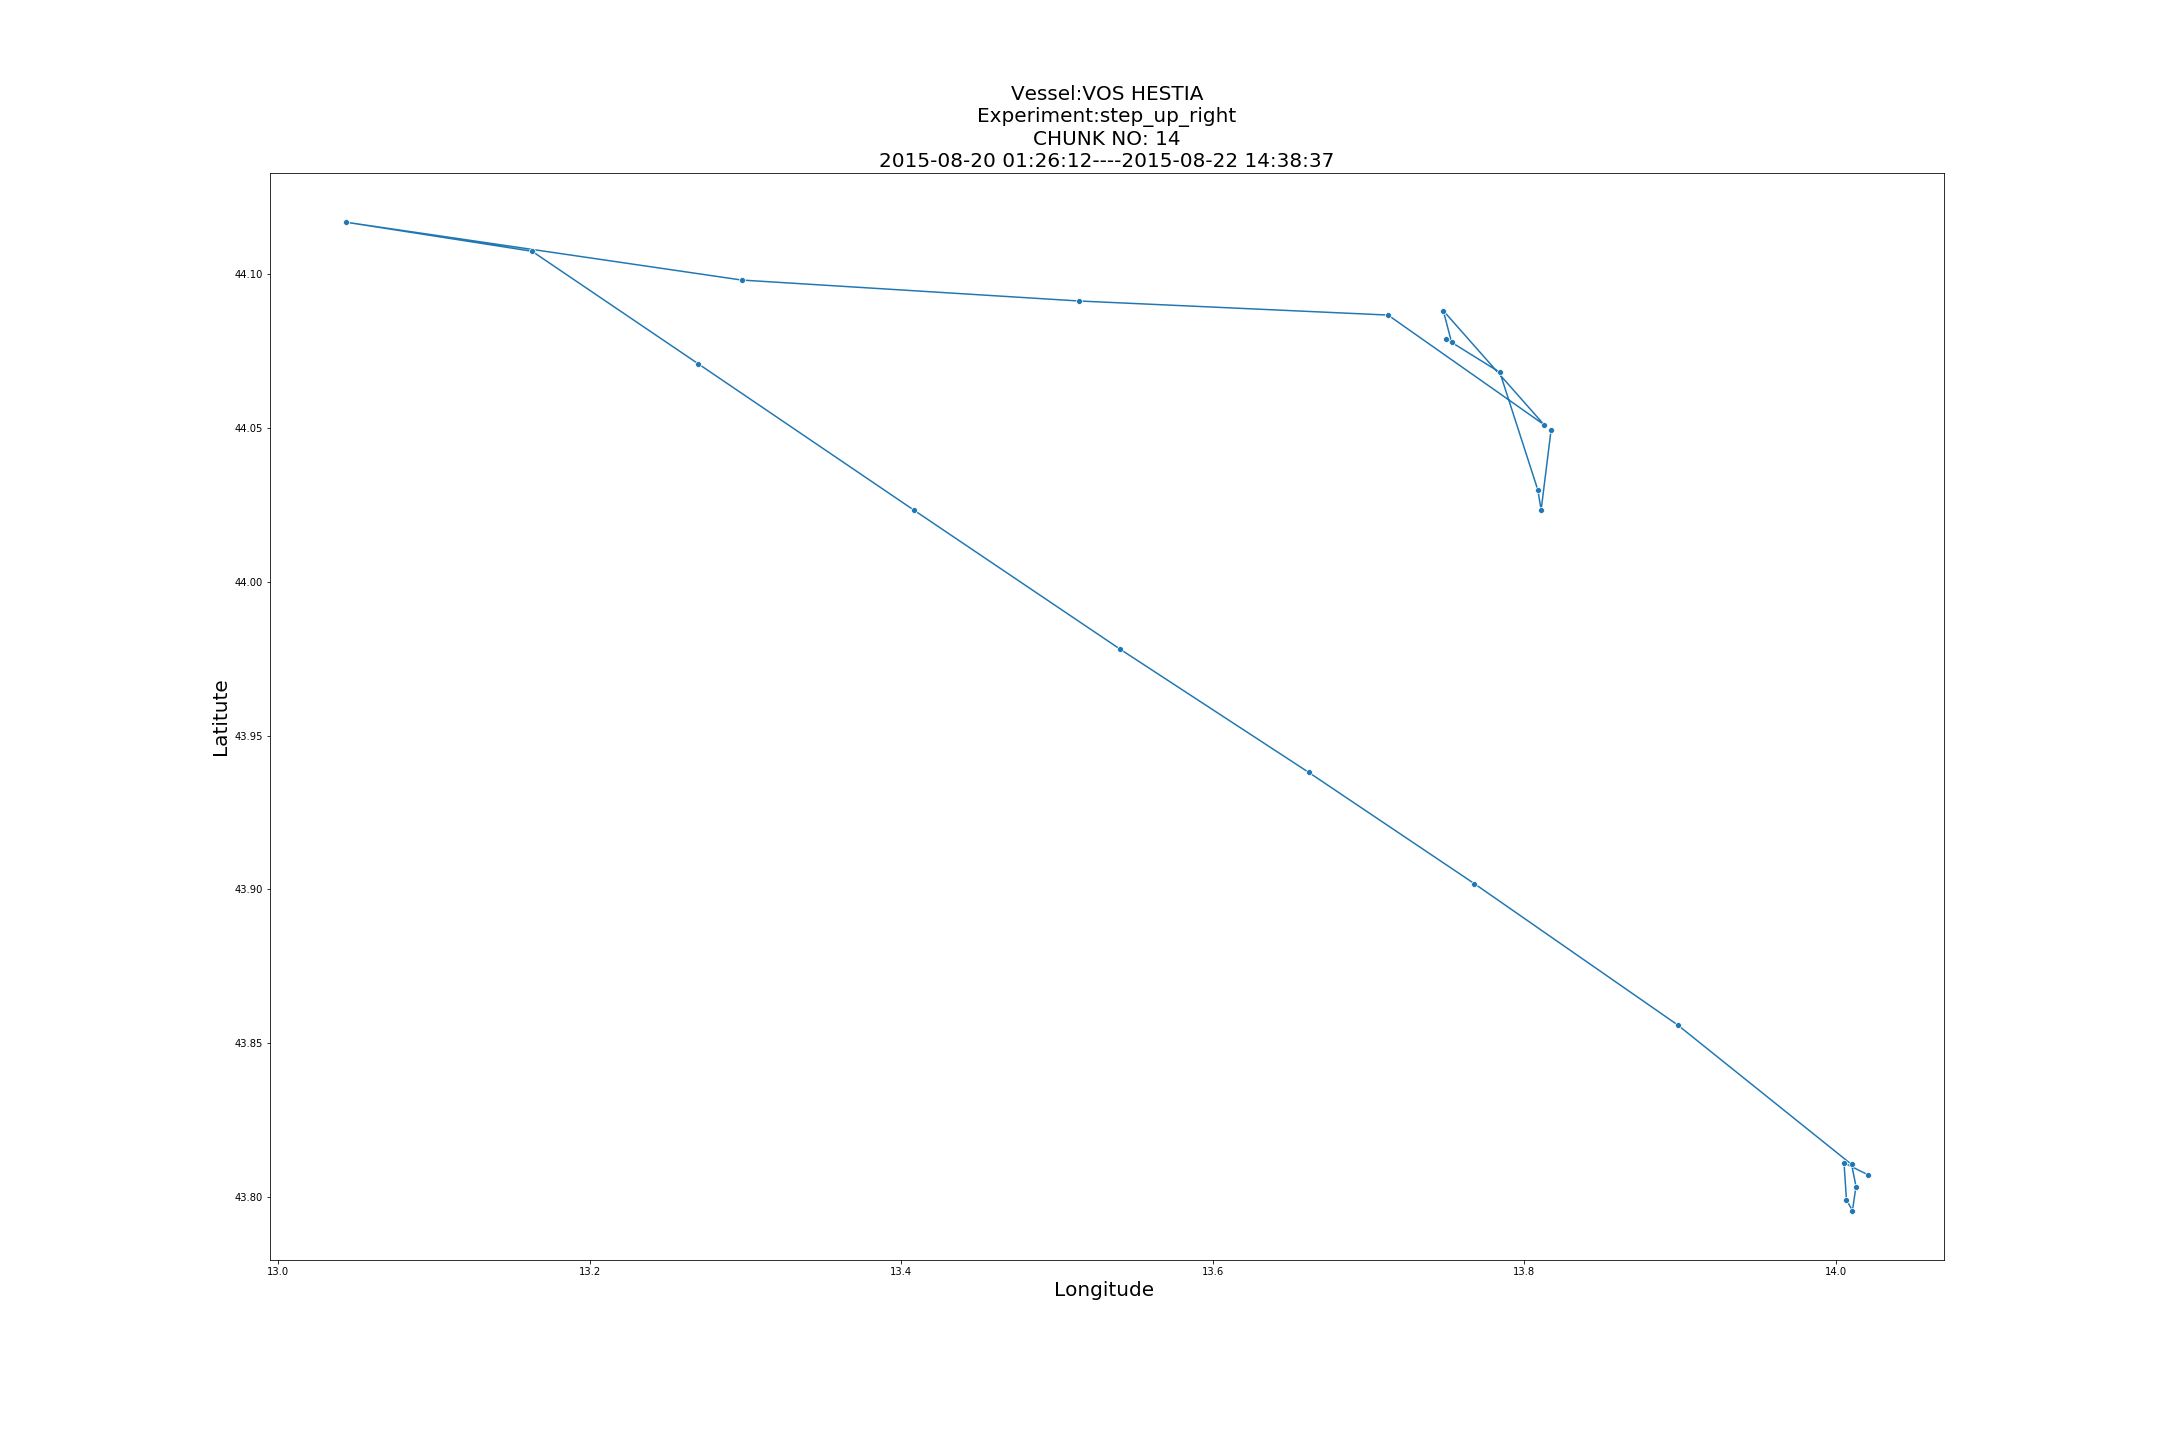 Vessel:VOS HESTIA
Experiment:step_up_right
CHUNK NO: 14
2015-08-20 01:26:12----2015-08-22 14:38:37
44.10
44.05
44.00
43.95
43.90
43.85
43.80
Latitute
13.0 13.2 13.4 13.6 13.8 14.0
Longitude